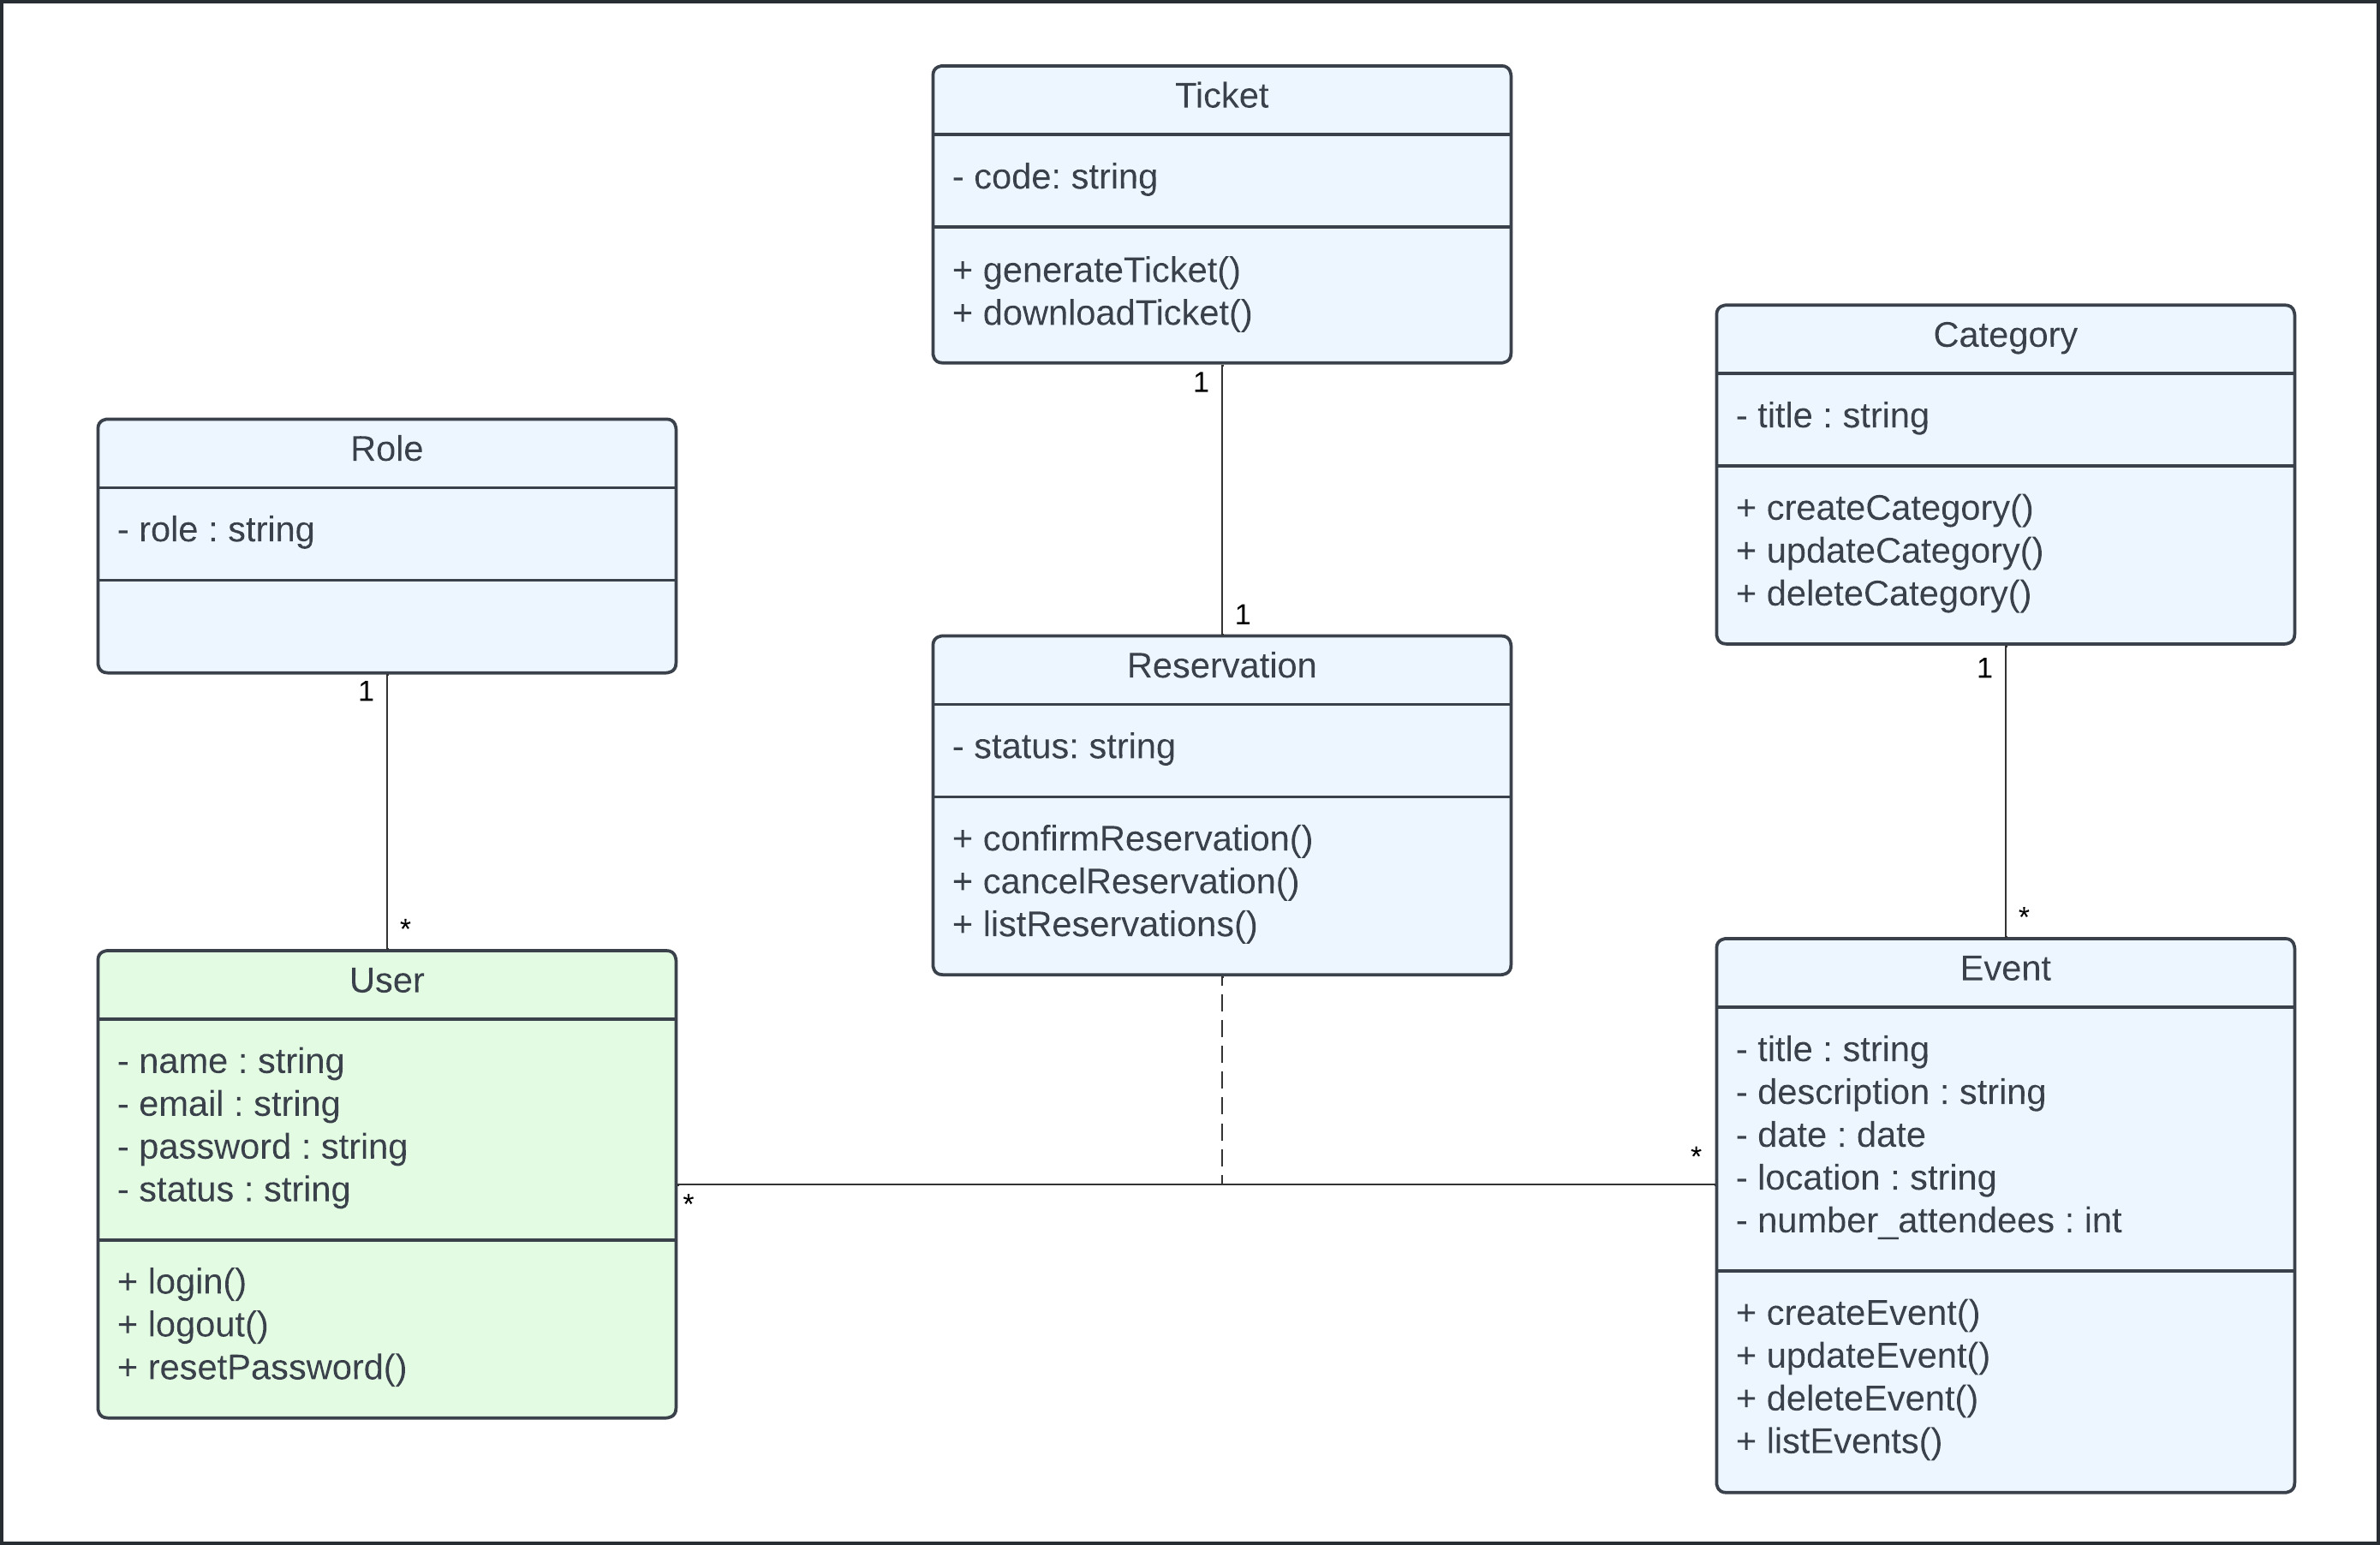 Ticket
- code: string
+ generateTicket()
+ downloadTicket()
1
1
Role
- role : string
1
*
User
- name : string
- email : string
- password : string
- status : string
+ login()
+ logout()
+ resetPassword()
*
Reservation
- status: string
+ confirmReservation()
+ cancelReservation()
+ listReservations()
Category
- title : string
+ createCategory()
+ updateCategory()
+ deleteCategory()
1
*
Event
- title : string
- description : string
- date : date
- location : string
- number_attendees : int
+ createEvent()
+ updateEvent()
+ deleteEvent()
+ listEvents()
*